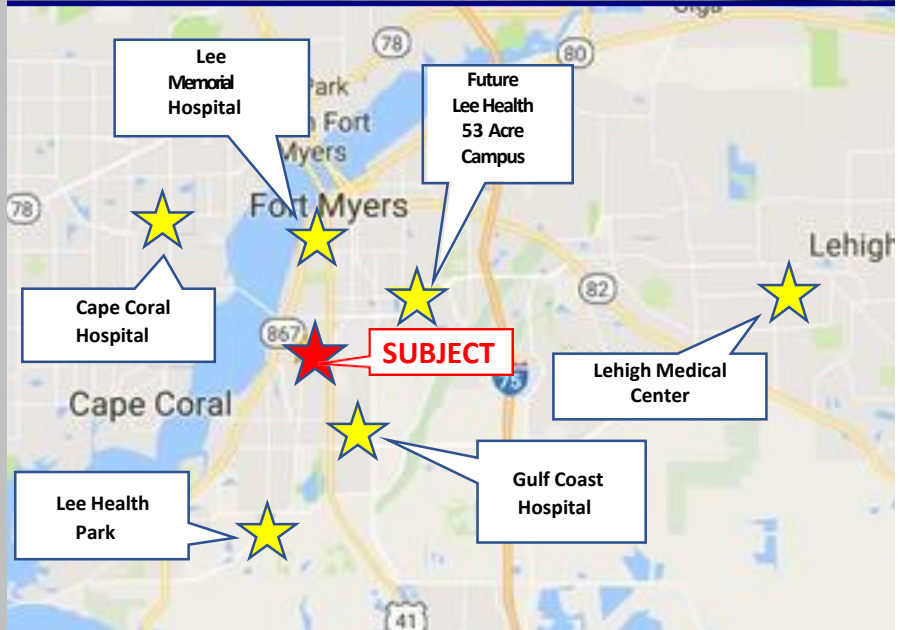 Olga
78
80
Lee
Memorial
Hospital
Future
Lee Health
53 Acre
Campus
Park
Fort
Myers
78
Fort Myers
Lehigh
Cape Coral
Hospital
82
867
SUBJECT
75
Lehigh Medical
Center
Cape Coral
Gulf Coast
Hospital
Lee Health
Park
41